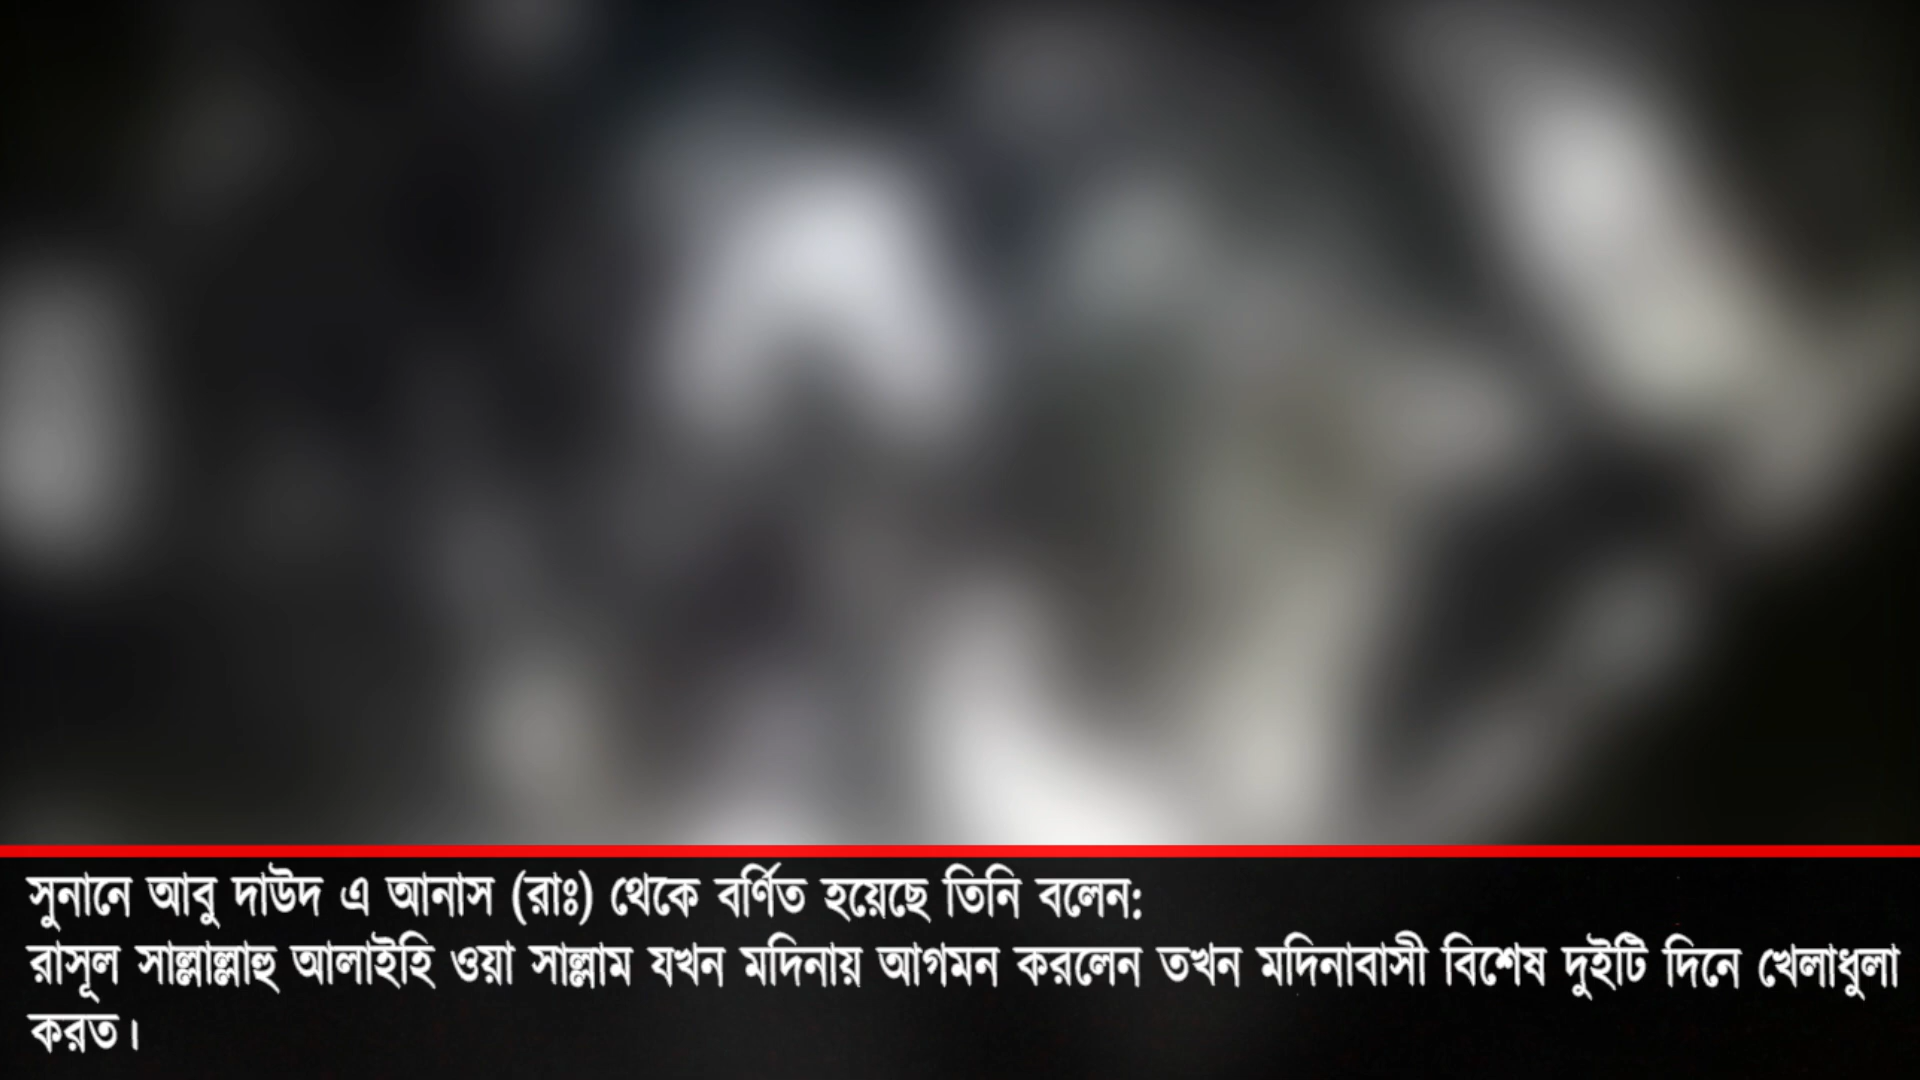 সুনানে আবু দাউদ এ আনাস (রাঃ) থেকে বর্ণিত হয়েছে তিনি বলেন:
রাসূল সাল্লাল্লাহু আলাইহি ওয়া সাল্লাম যখন মদিনায় আগমন করলেন তখন মদিনাবাসী বিশেষ দুইটি দিনে খেলাধুলা
করত।